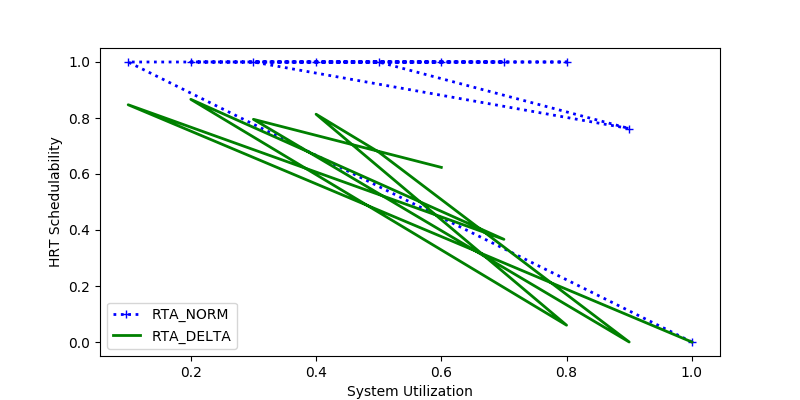 1.0
0.8
0.6
0.4
0.2
0.0
HRT Schedulability
RTA_NORM
RTA_DELTA
0.2 0.4 0.6 0.8 1.0
System Utilization